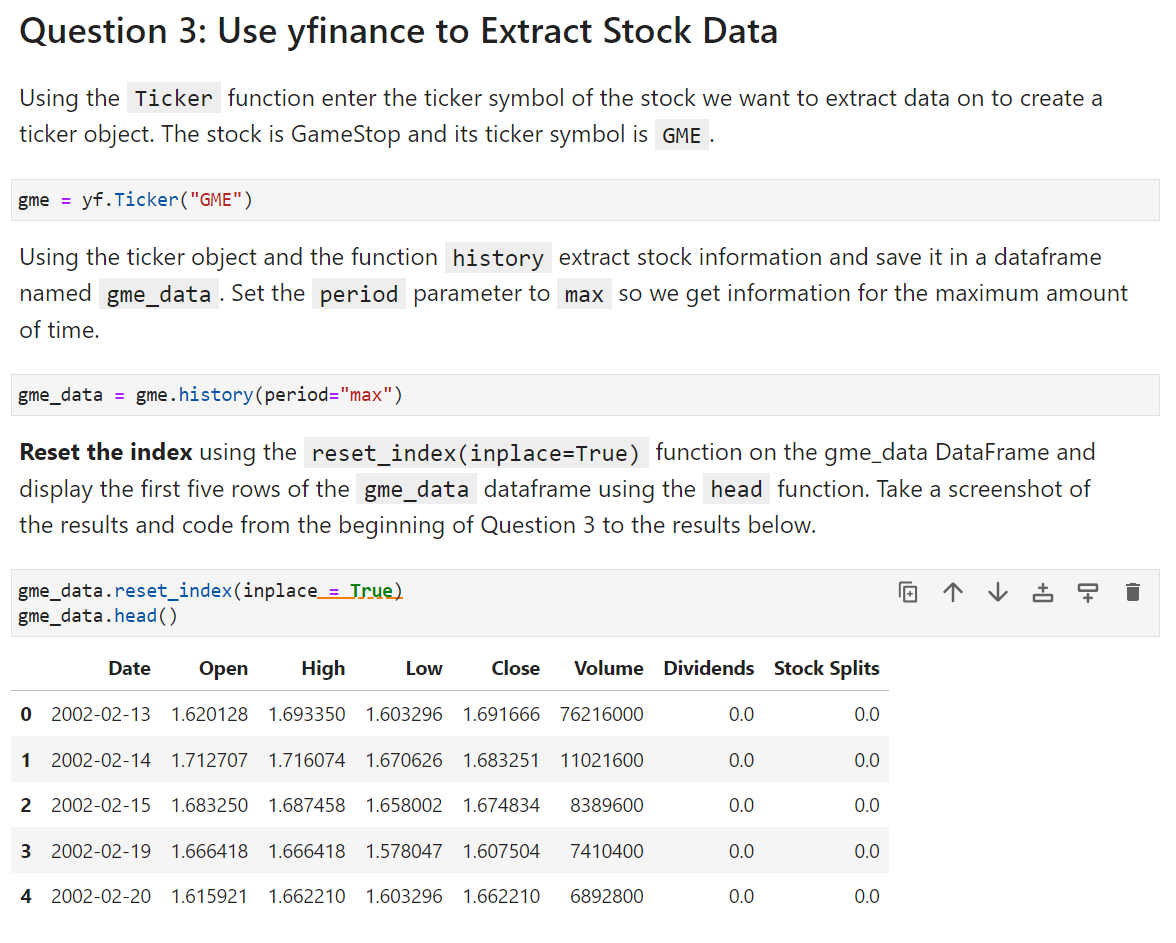 Question 3: Use yfinance to Extract Stock Data
Using the Ticker function enter the ticker symbol of the stock we want to extract data on to create a
ticker object. The stock is GameStop and its ticker symbol is GME .
gme = yf.Ticker("GME")
Using the ticker object and the function history extract stock information and save it in a dataframe
named gme_data . Set the period parameter to max so we get information for the maximum amount
of time.
gme_data = gme.history(period="max")
Reset the index using the reset_index(inplace=True) function on the gme_data DataFrame and
display the first five rows of the gme_data dataframe using the head function. Take a screenshot of
the results and code from the beginning of Question 3 to the results below.
gme_data.reset_index(inplace = True)
gme_data.head()
Date Open High Low Close Volume Dividends Stock Splits
0 2002-02-13 1.620128 1.693350 1.603296 1.691666 76216000 0.0 0.0
1 2002-02-14 1.712707 1.716074 1.670626 1.683251 11021600 0.0 0.0
2 2002-02-15 1.683250 1.687458 1.658002 1.674834 8389600 0.0 0.0
3 2002-02-19 1.666418 1.666418 1.578047 1.607504 7410400 0.0 0.0
4 2002-02-20 1.615921 1.662210 1.603296 1.662210 6892800 0.0 0.0